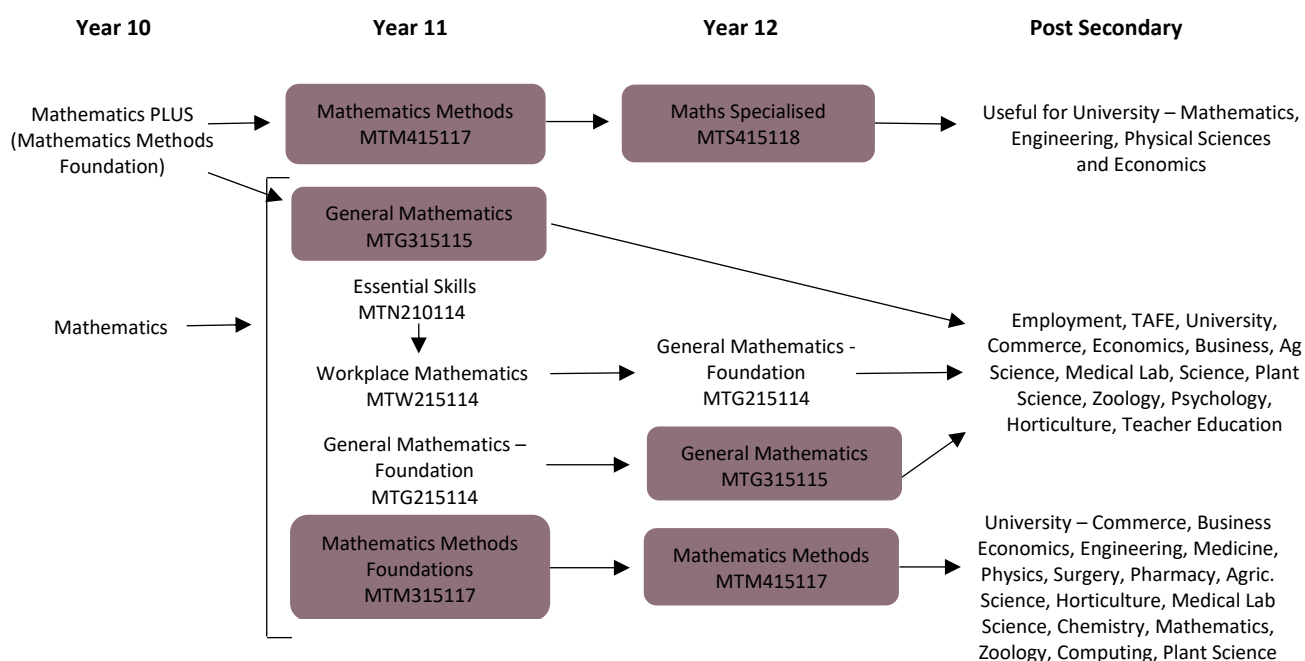 Year 10
Year 11
Year 12
Post Secondary
Mathematics PLUS
(Mathematics Methods
Foundation)
Mathematics Methods
MTM415117
Maths Specialised
MTS415118
Useful for University – Mathematics,
Engineering, Physical Sciences
and Economics
General Mathematics
MTG315115
Essential Skills
MTN210114
Mathematics
Workplace Mathematics
MTW215114
General Mathematics -
Foundation
MTG215114
Employment, TAFE, University,
Commerce, Economics, Business, Ag
Science, Medical Lab, Science, Plant
Science, Zoology, Psychology,
Horticulture, Teacher Education
General Mathematics –
Foundation
MTG215114
General Mathematics
MTG315115
Mathematics Methods
Foundations
MTM315117
Mathematics Methods
MTM415117
University – Commerce, Business
Economics, Engineering, Medicine,
Physics, Surgery, Pharmacy, Agric.
Science, Horticulture, Medical Lab
Science, Chemistry, Mathematics,
Zoology, Computing, Plant Science